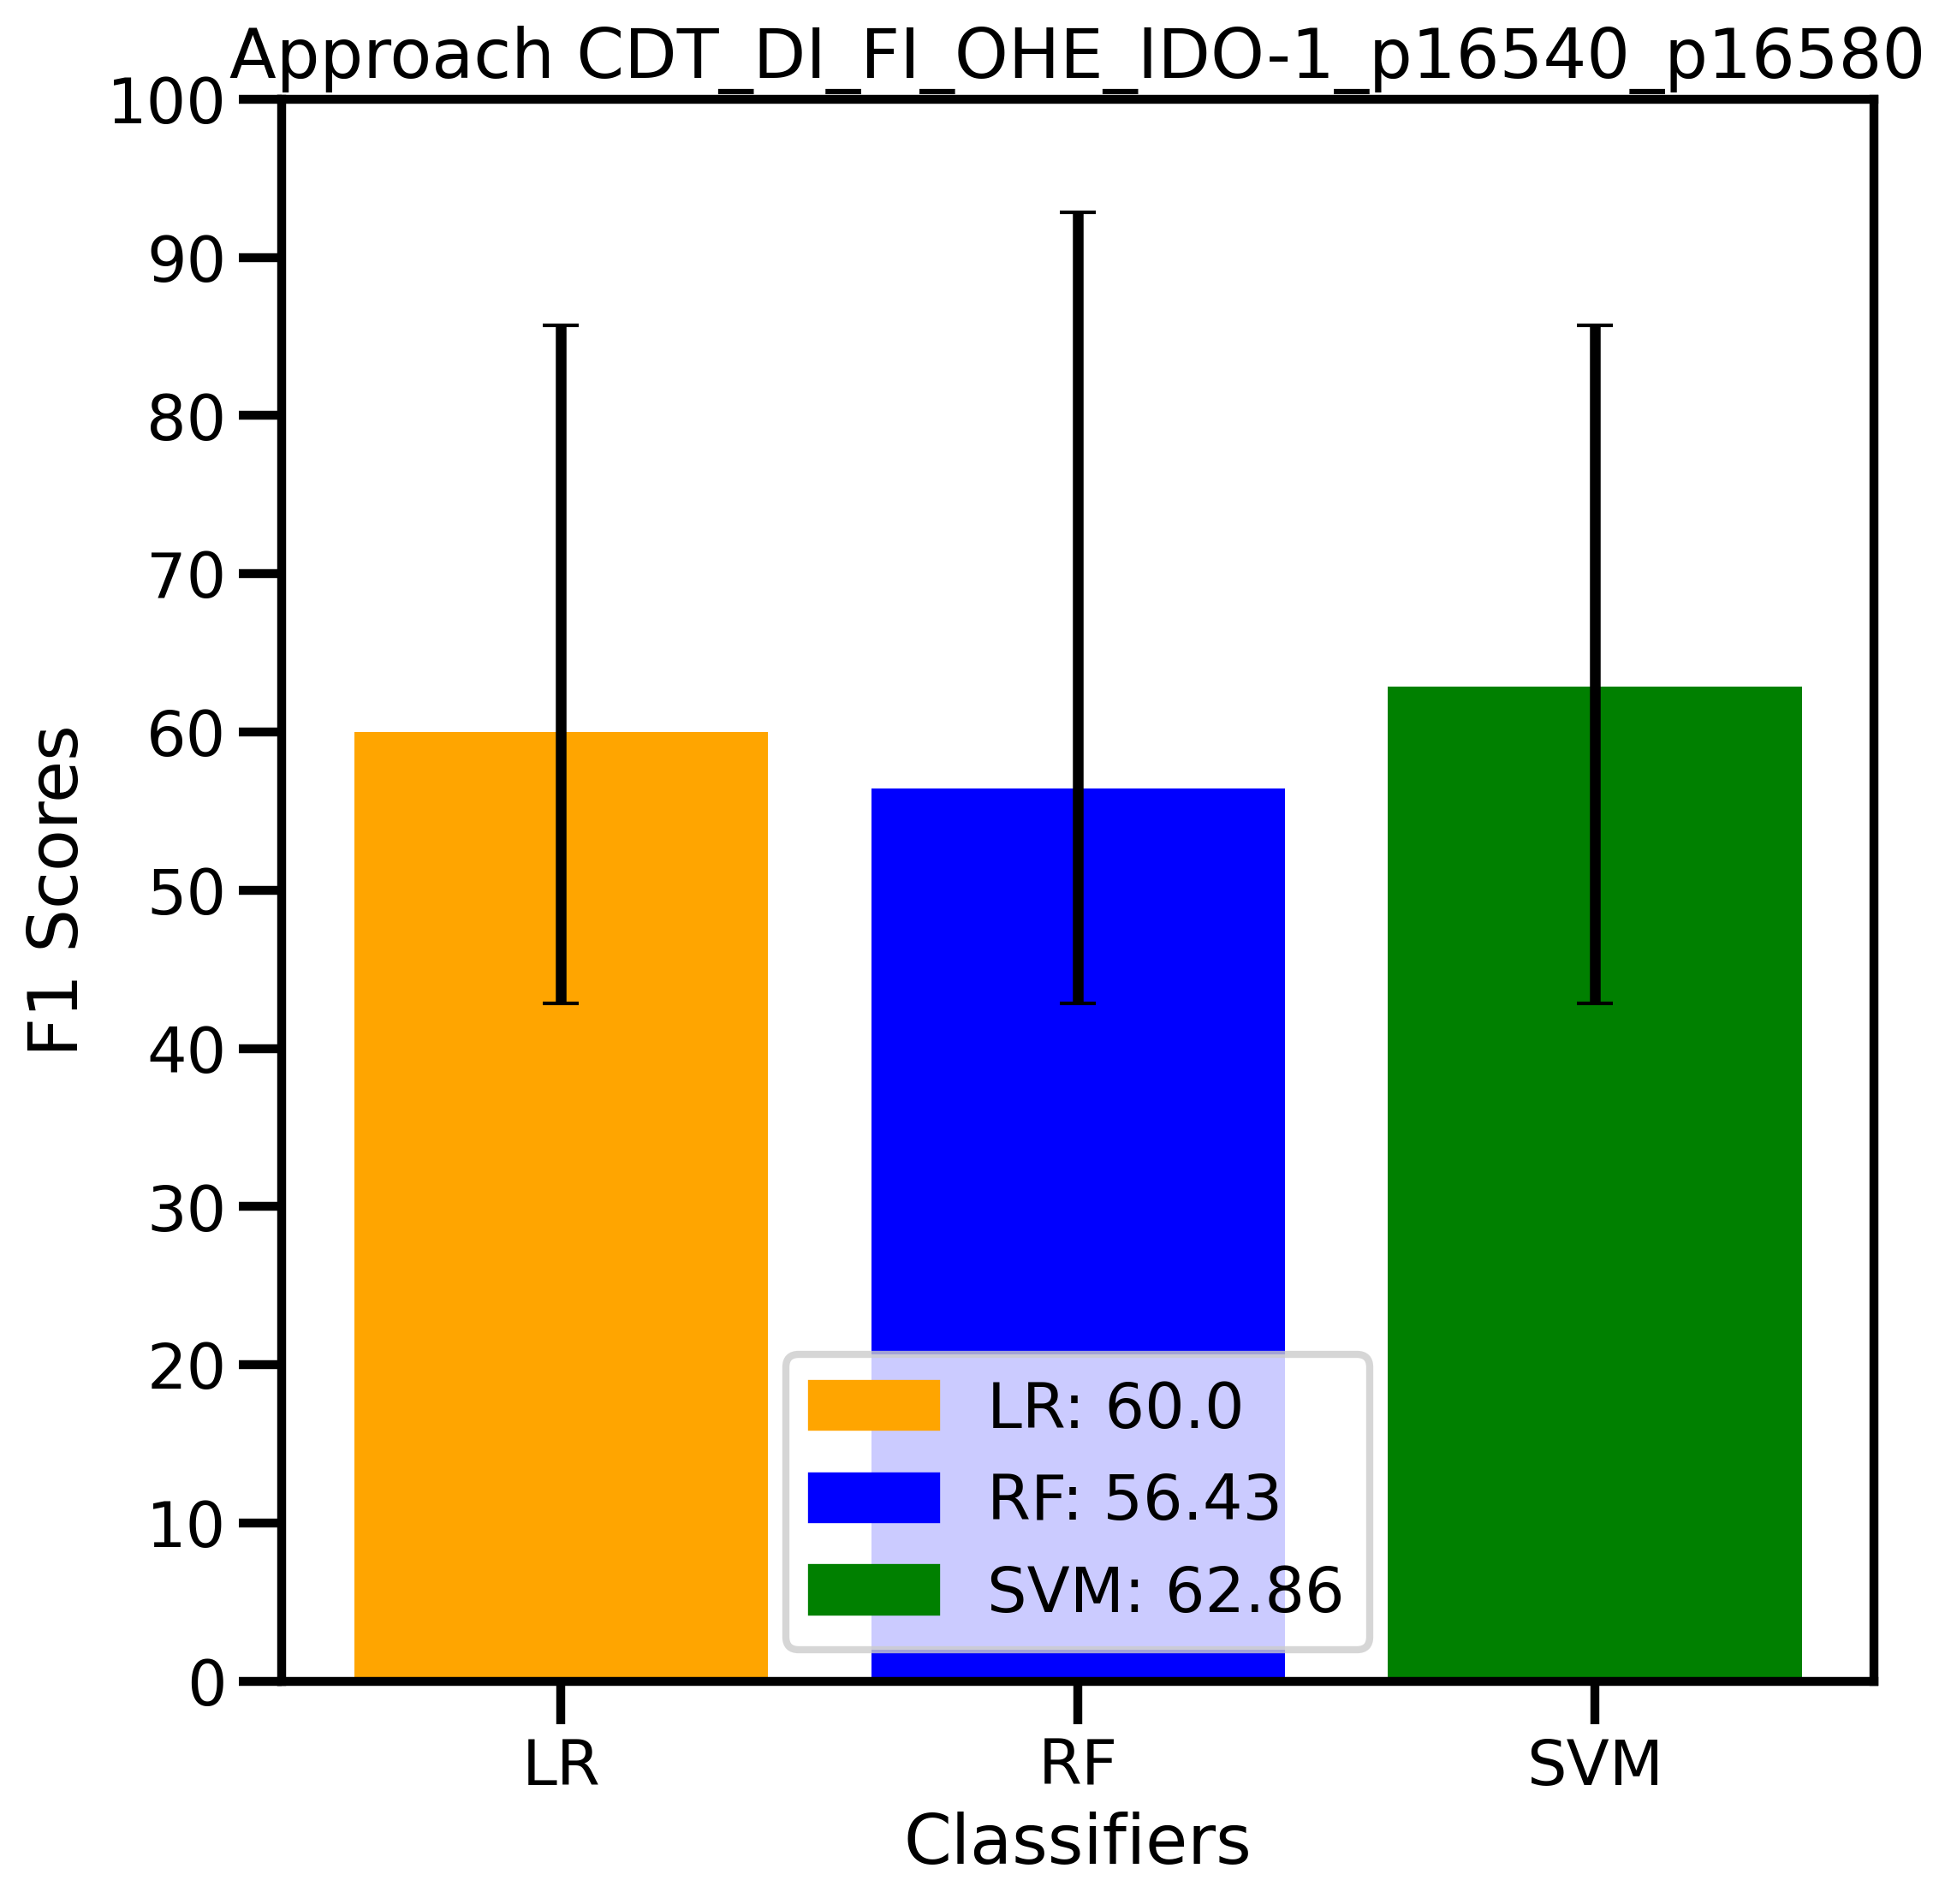 Approach CDT_DI_FI_OHE_IDO-1_p16540_p16580
100
90
80
70
60
50
40
30
20
10
0
F1 Scores
LR: 60.0
RF: 56.43
SVM: 62.86
LR
RF
SVM
Classifiers